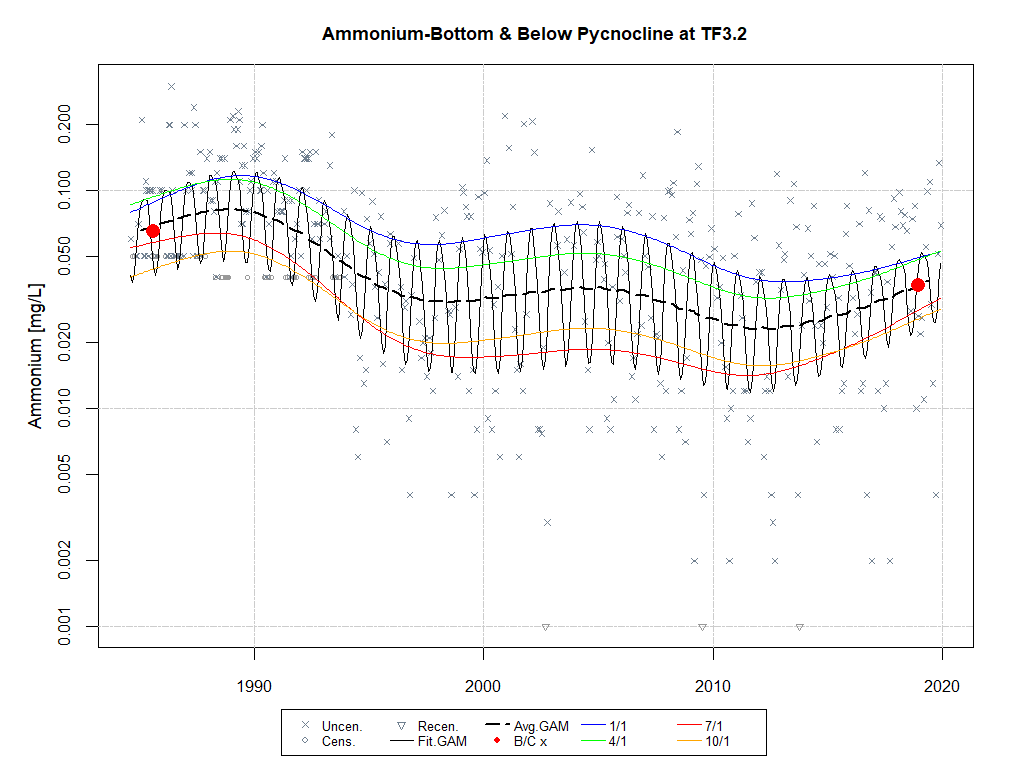 Ammonium-Bottom & Below Pycnocline at TF3.2
Ammonium [mg/L]
0.200
0.100
0.050
0.020
0.010
0.005
0.002
0.001
1990 2000 2010 2020
Uncen. Recen. Avg.GAM 1/1 7/1
Cens. Fit.GAM B/C x 4/1 10/1